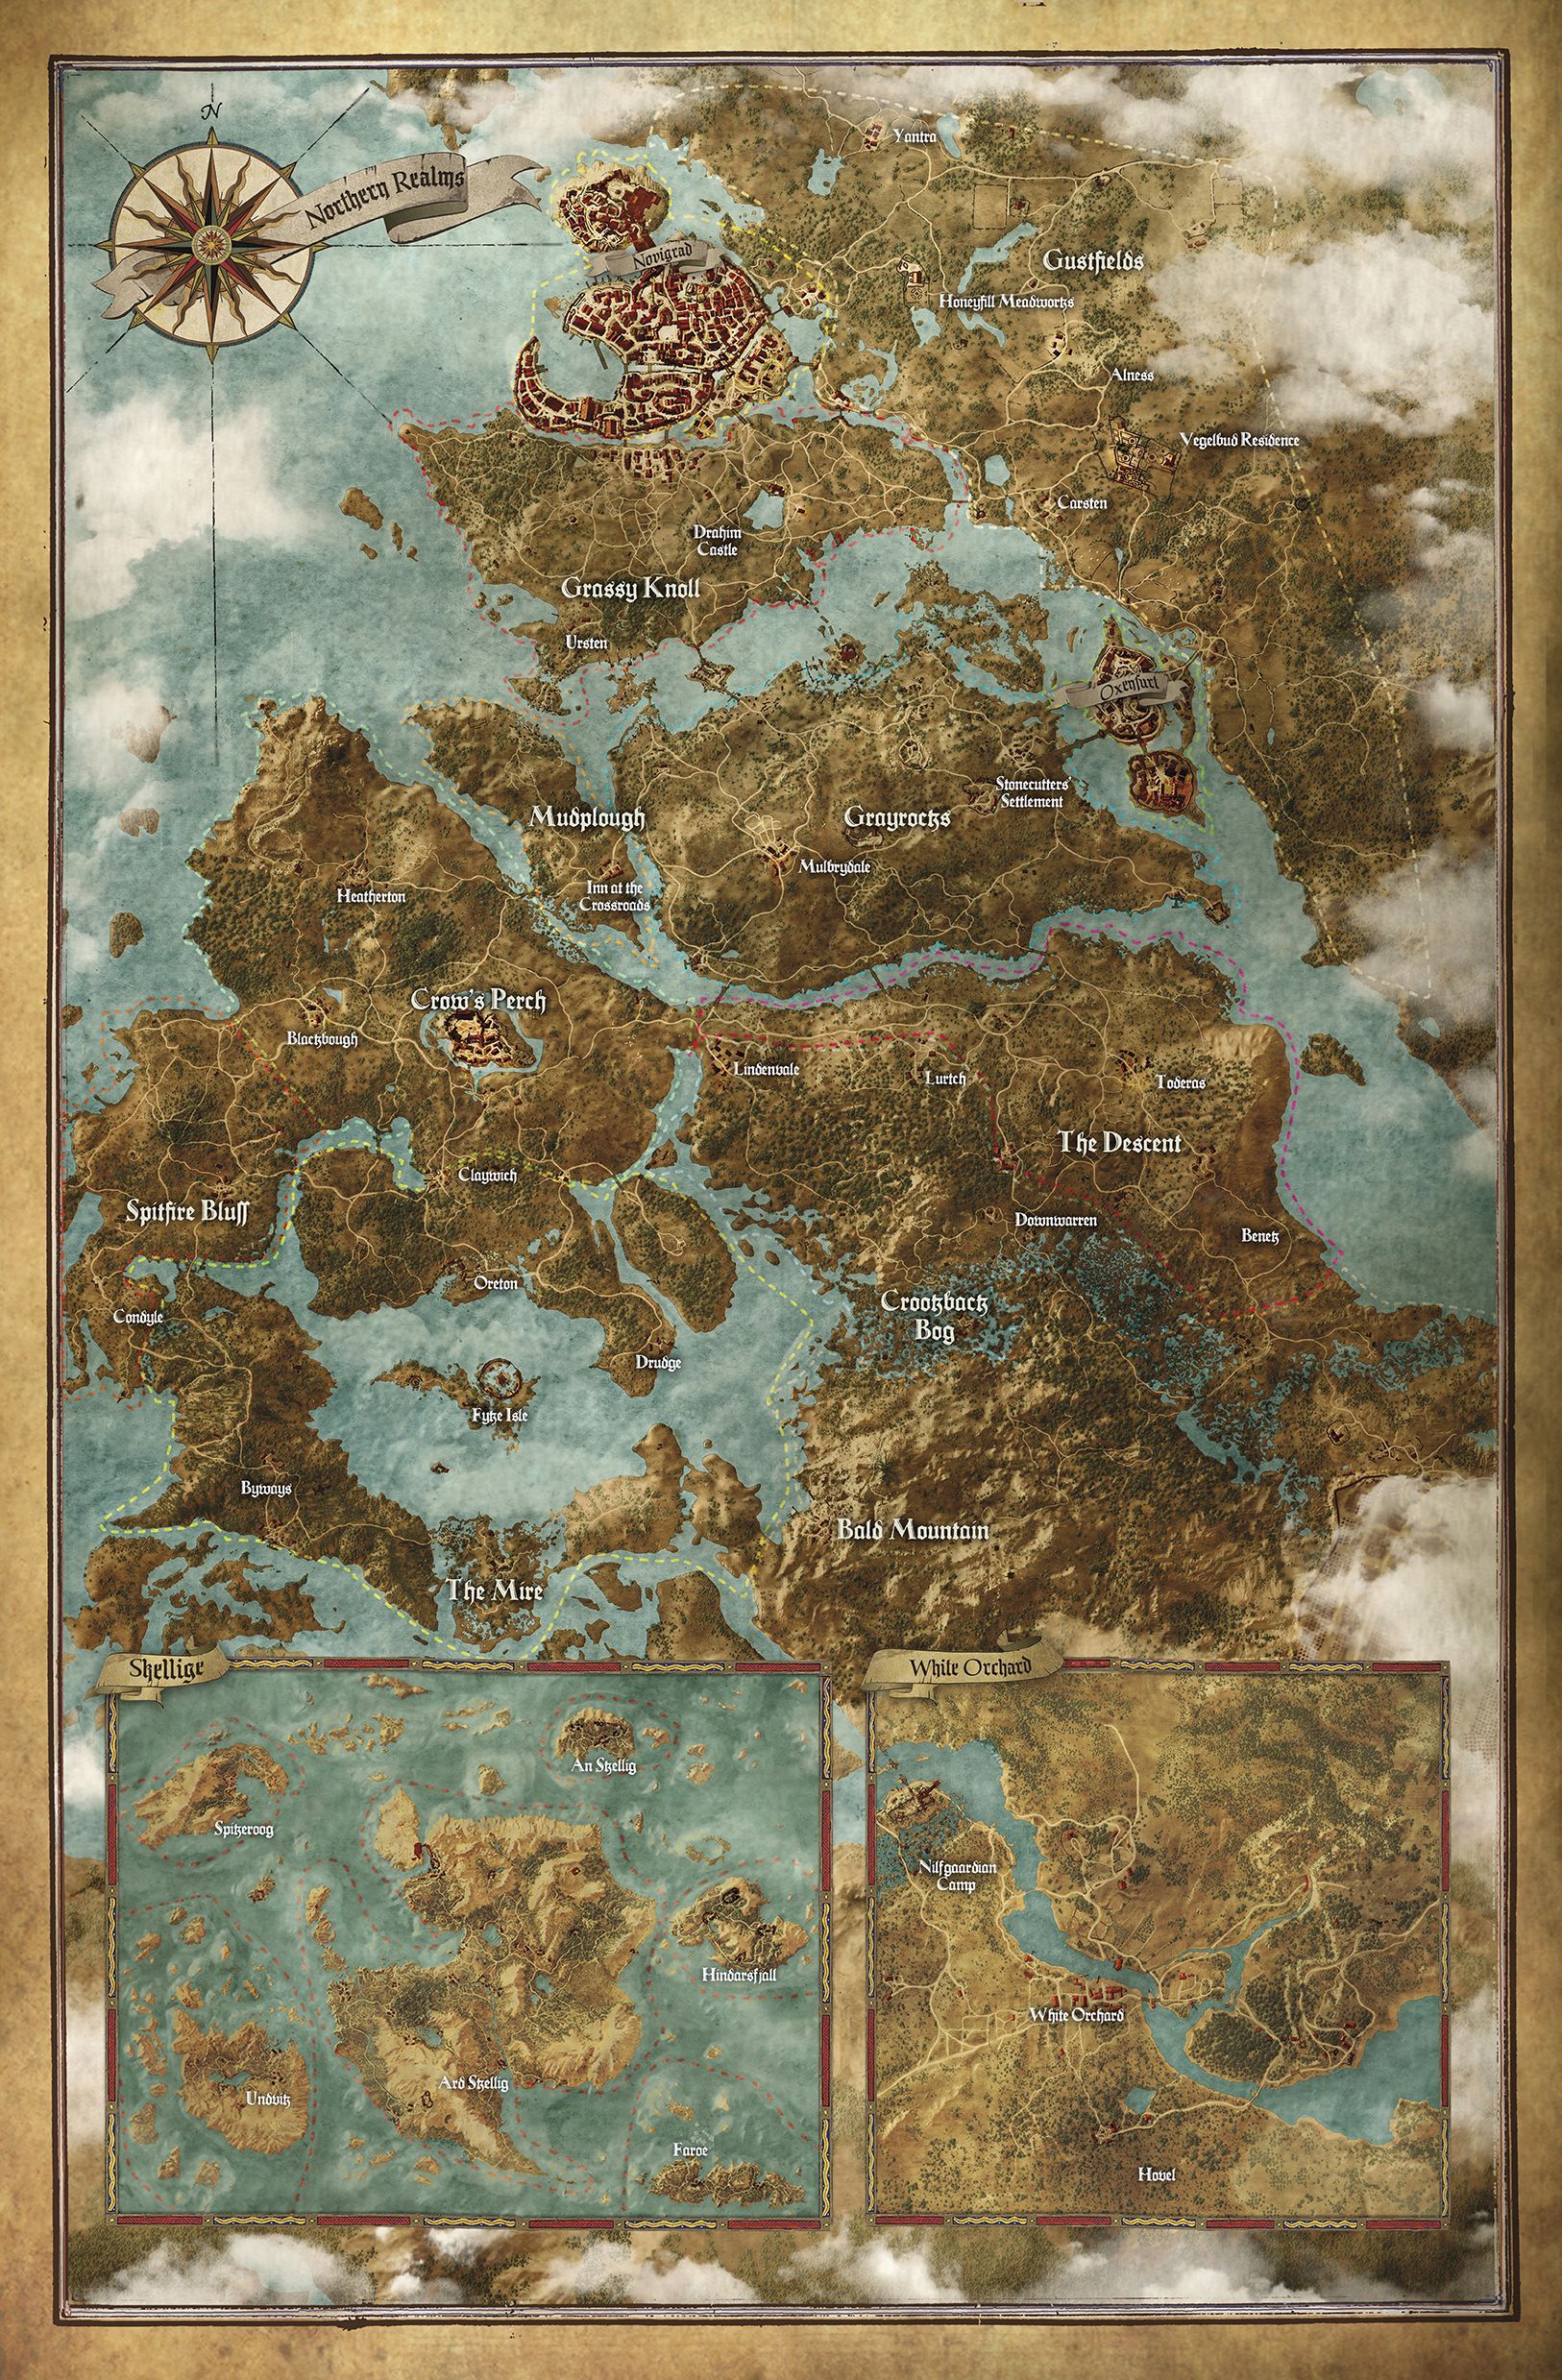 N
Northern Realms
Yantra
Novigrad
Gustfields
Honeyfill Meadworks
Alness
Vegelbud Residence
Carsten
Drahim
Castle
Grassy Knoll
Ursten
Oxenfurt
Stonecutters'
Settlement
Mudplough
Grayrocks
Mulbrydale
Inn at the
Crossroads
Heatherton
Crow's Perch
Blackbough
Lindenvale
Lurtch
Toderas
The Descent
Claywich
Spitfire Bluff
Downwarren
Benek
Oreton
Condyle
Crookback
Bog
Drudge
Fyke Isle
Byways
Bald Mountain
The Mire
Skellige
An Skellig
Spikeroog
Hindarsfjall
Ard Skellig
Undvik
Faroe
White Orchard
Nilfgaardian
Camp
White Orchard
Hovel